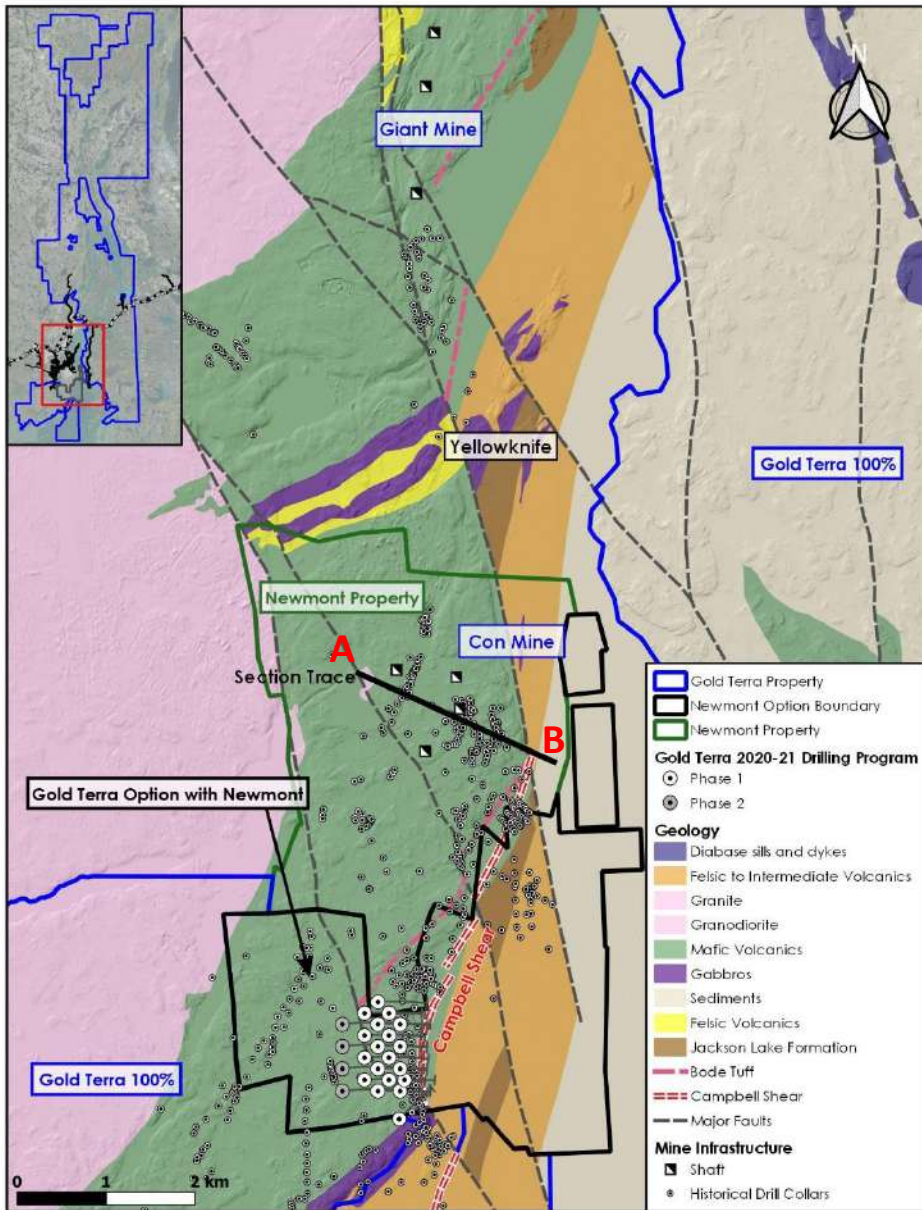 N
Giant Mine
Yellowknife
Gold Terra 100%
Newmont Property
Con Mine
A
Section Trace
B
Gold Terra Option with Newmont
Campbell Shear
Gold Terra 100%
0 1 2 km
Gold Terra Property
Newmont Option Boundary
Newmont Property
Gold Terra 2020-21 Drilling Program
Phase 1
Phase 2
Geology
Diabase sills and dykes
Felsic to Intermediate Volcanics
Granite
Granodiorite
Mafic Volcanics
Gabbros
Sediments
Felsic Volcanics
Jackson Lake Formation
Bode Tuff
Campbell Shear
Major Faults
Mine Infrastructure
Shaft
Historical Drill Collars